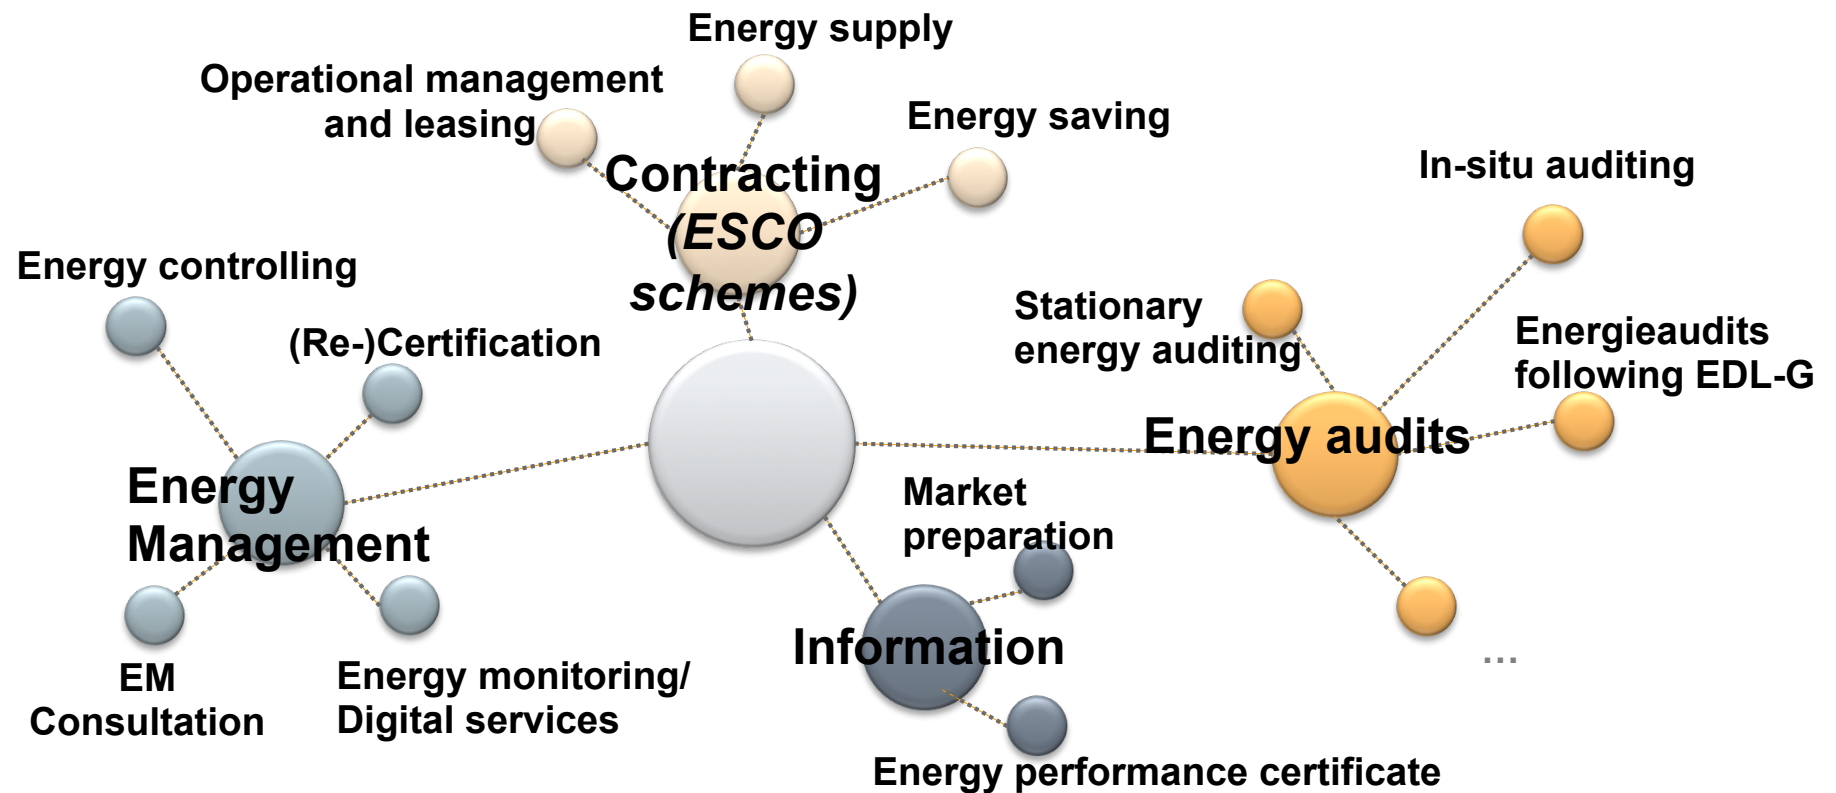 Energy supply
Operational management
and leasing
Energy saving
Contracting
(ESCO
schemes)
In-situ auditing
Energy controlling
(Re-)Certification
Stationary
energy auditing
Energieaudits
following EDL-G
Energy audits
Energy
Management
Market
preparation
Information
EM
Consultation
Energy monitoring/
Digital services
...
Energy performance certificate